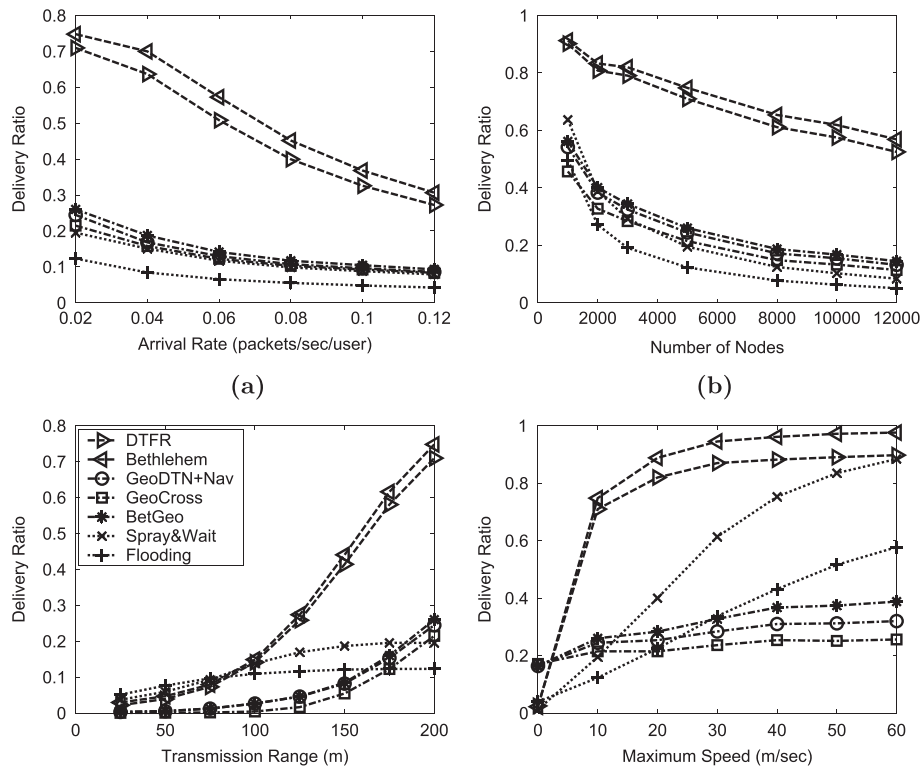 0.8
0.7
0.6
0.5
0.4
0.3
0.2
0.1
0
Delivery Ratio
0.02 0.04 0.06 0.08 0.1 0.12
Arrival Rate (packets/sec/user)
(a)
1
0.8
0.6
0.4
0.2
0
Delivery Ratio
0 2000 4000 6000 8000 10000 12000
Number of Nodes
(b)
0.8
0.7
0.6
0.5
0.4
0.3
0.2
0.1
0
Delivery Ratio
DTFR
Bethlehem
GeoDTN+Nav
GeoCross
BetGeo
Spray&Wait
Flooding
0 50 100 150 200
Transmission Range (m)
1
0.8
0.6
0.4
0.2
0
Delivery Ratio
0 10 20 30 40 50 60
Maximum Speed (m/sec)